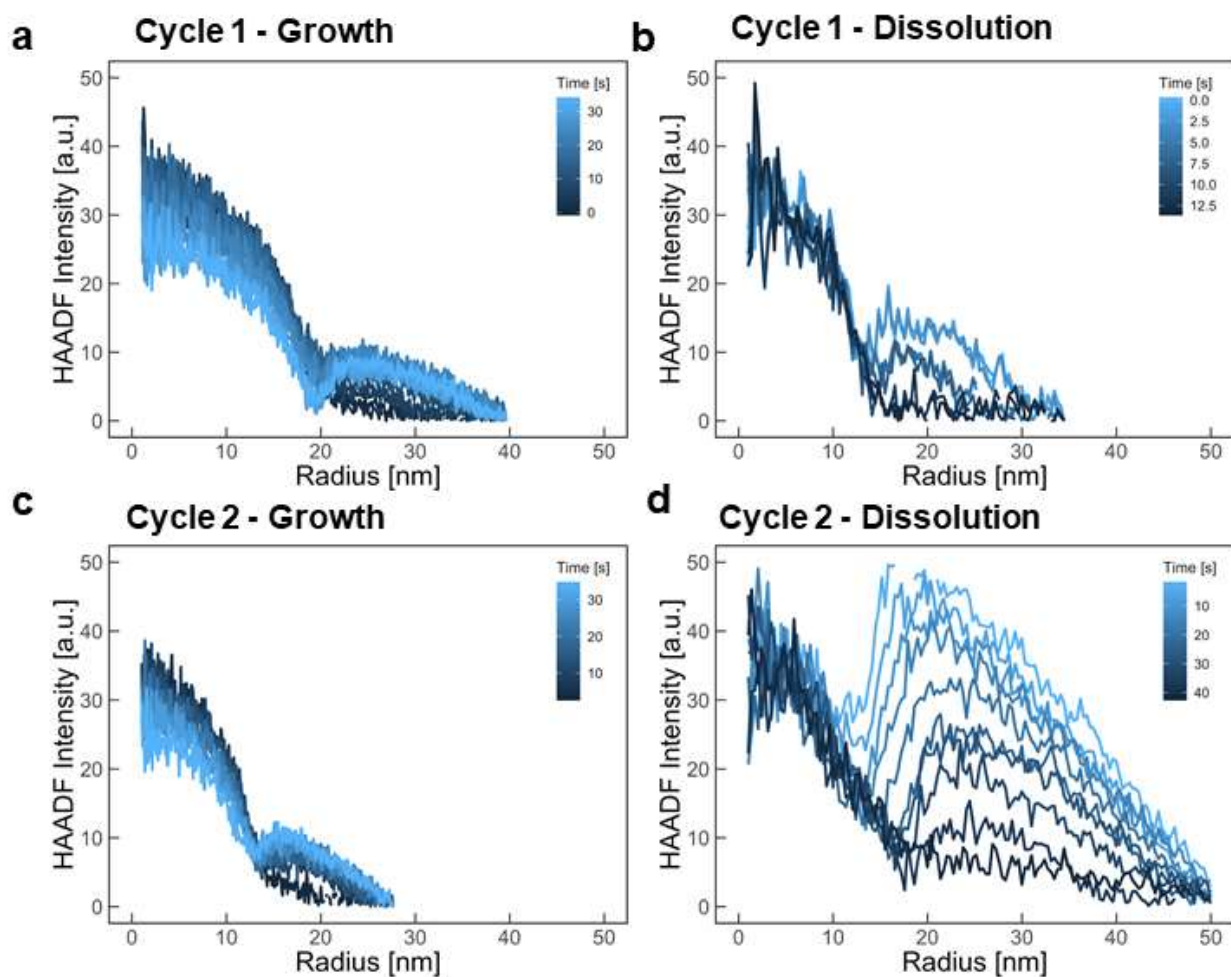 a Cycle 1 - Growth
HAADF Intensity [a.u.]
50
40
30
20
10
0
Time [s]
30
20
10
0
0 10 20 30 40 50
Radius [nm]
b Cycle 1 - Dissolution
HAADF Intensity [a.u.]
50
40
30
20
10
0
Time [s]
0.0
2.5
5.0
7.5
10.0
12.5
0 10 20 30 40 50
Radius [nm]
c Cycle 2 - Growth
HAADF Intensity [a.u.]
50
40
30
20
10
0
Time [s]
30
20
10
0 10 20 30 40 50
Radius [nm]
d Cycle 2 - Dissolution
HAADF Intensity [a.u.]
50
40
30
20
10
0
Time [s]
10
20
30
40
0 10 20 30 40 50
Radius [nm]